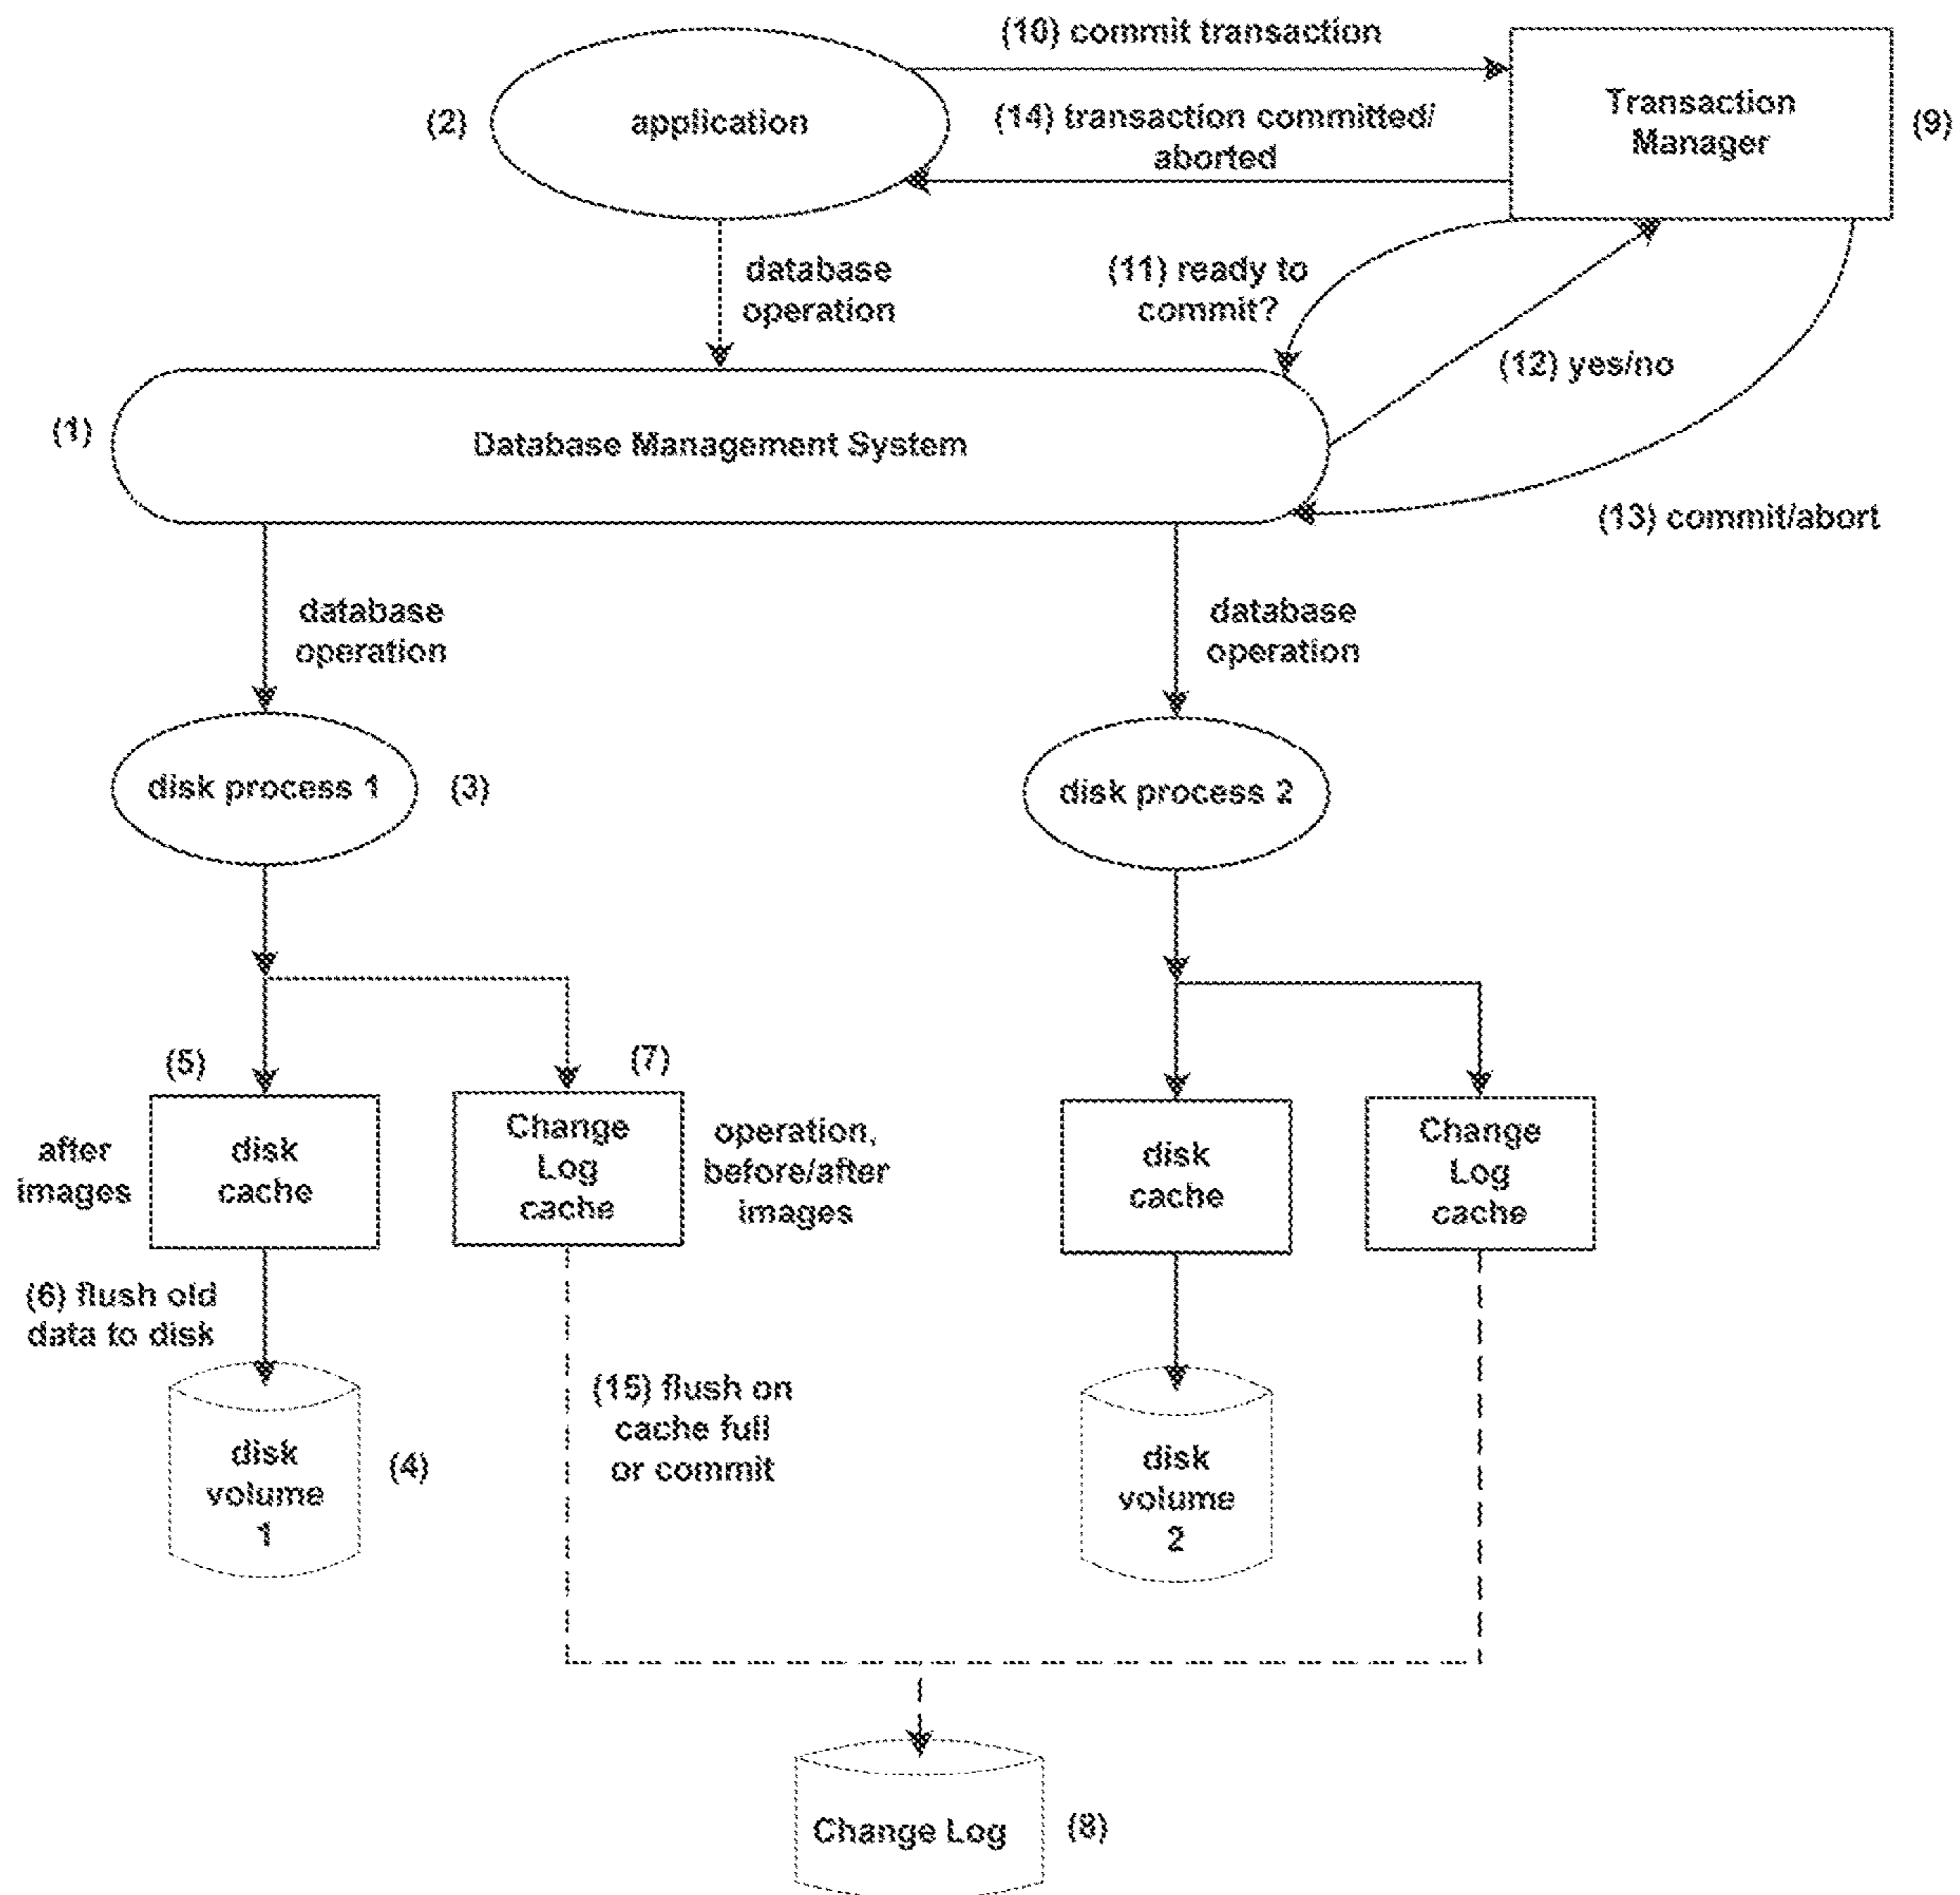 (10) commit transaction
(2)
application
(14) transaction committed/
aborted
Transaction
Manager
(9)
database
operation
(11) ready to
commit?
(12) yes/no
(1)
Database Management System
(13) commit/abort
database
operation
database
operation
disk process 1
(3)
disk process 2
(5)
(7)
after
images
disk
cache
Change
Log
cache
operation,
before/after
images
disk
cache
Change
Log
cache
(6) flush old
data to disk
(15) flush on
cache full
or commit
disk
volume
1
(4)
disk
volume
2
Change Log
(8)